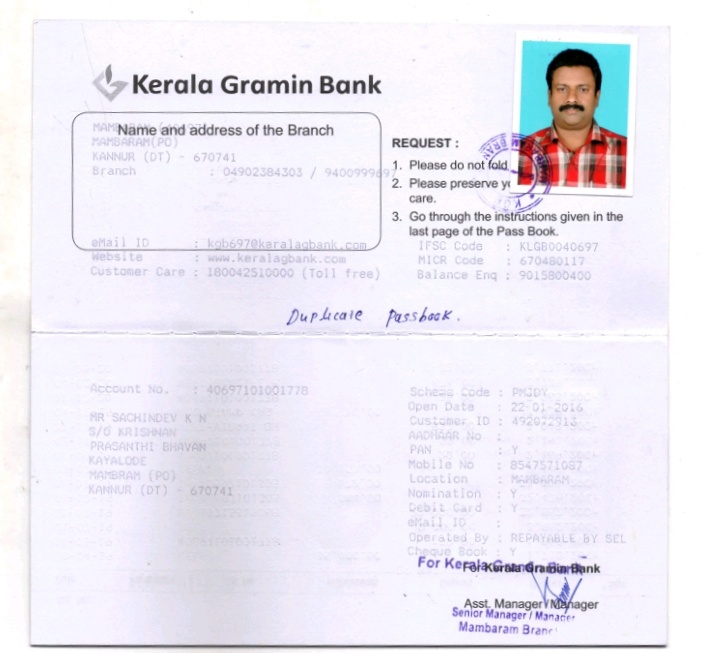 Kerala Gramin Bank
Name and address of the Branch
MAMBARAM(PO)
KANNUR (DT) - 670741
Branch : 04902384303 / 9400999697
eMail ID : kgb697@keralagbank.com
Website : www.keralagbank.com
Customer Care : 180042510000 (Toll free)
REQUEST :
1. Please do not fold
2. Please preserve yo
care.
3. Go through the instructions given in the
last page of the Pass Book.
IFSC Code : KLGB0040697
MICR Code : 670480117
Balance Enq : 9015800400
Duplicate Passbook.
Account No. : 40697101001778
MR SACHINDEV K N
S/O KRISHNAN
PRASANTHI BHAVAN
KAYALODE
MAMBRAM (PO)
KANNUR (DT) - 670741
Scheme Code : PMJDY
Open Date : 22-01-2016
Customer ID :
AADHAAR No :
PAN : Y
Mobile No : 8547571087
Location : MAMBARAM
Nomination : Y
Debit Card : Y
eMail ID :
Operated By : REPAYABLE BY SEL
Cheque Book : Y
For Kerala Gramin Bank
For Kerala Gramin Bank
Asst. Manager/Manager
Senior Manager / Manager
Mambaram Branc